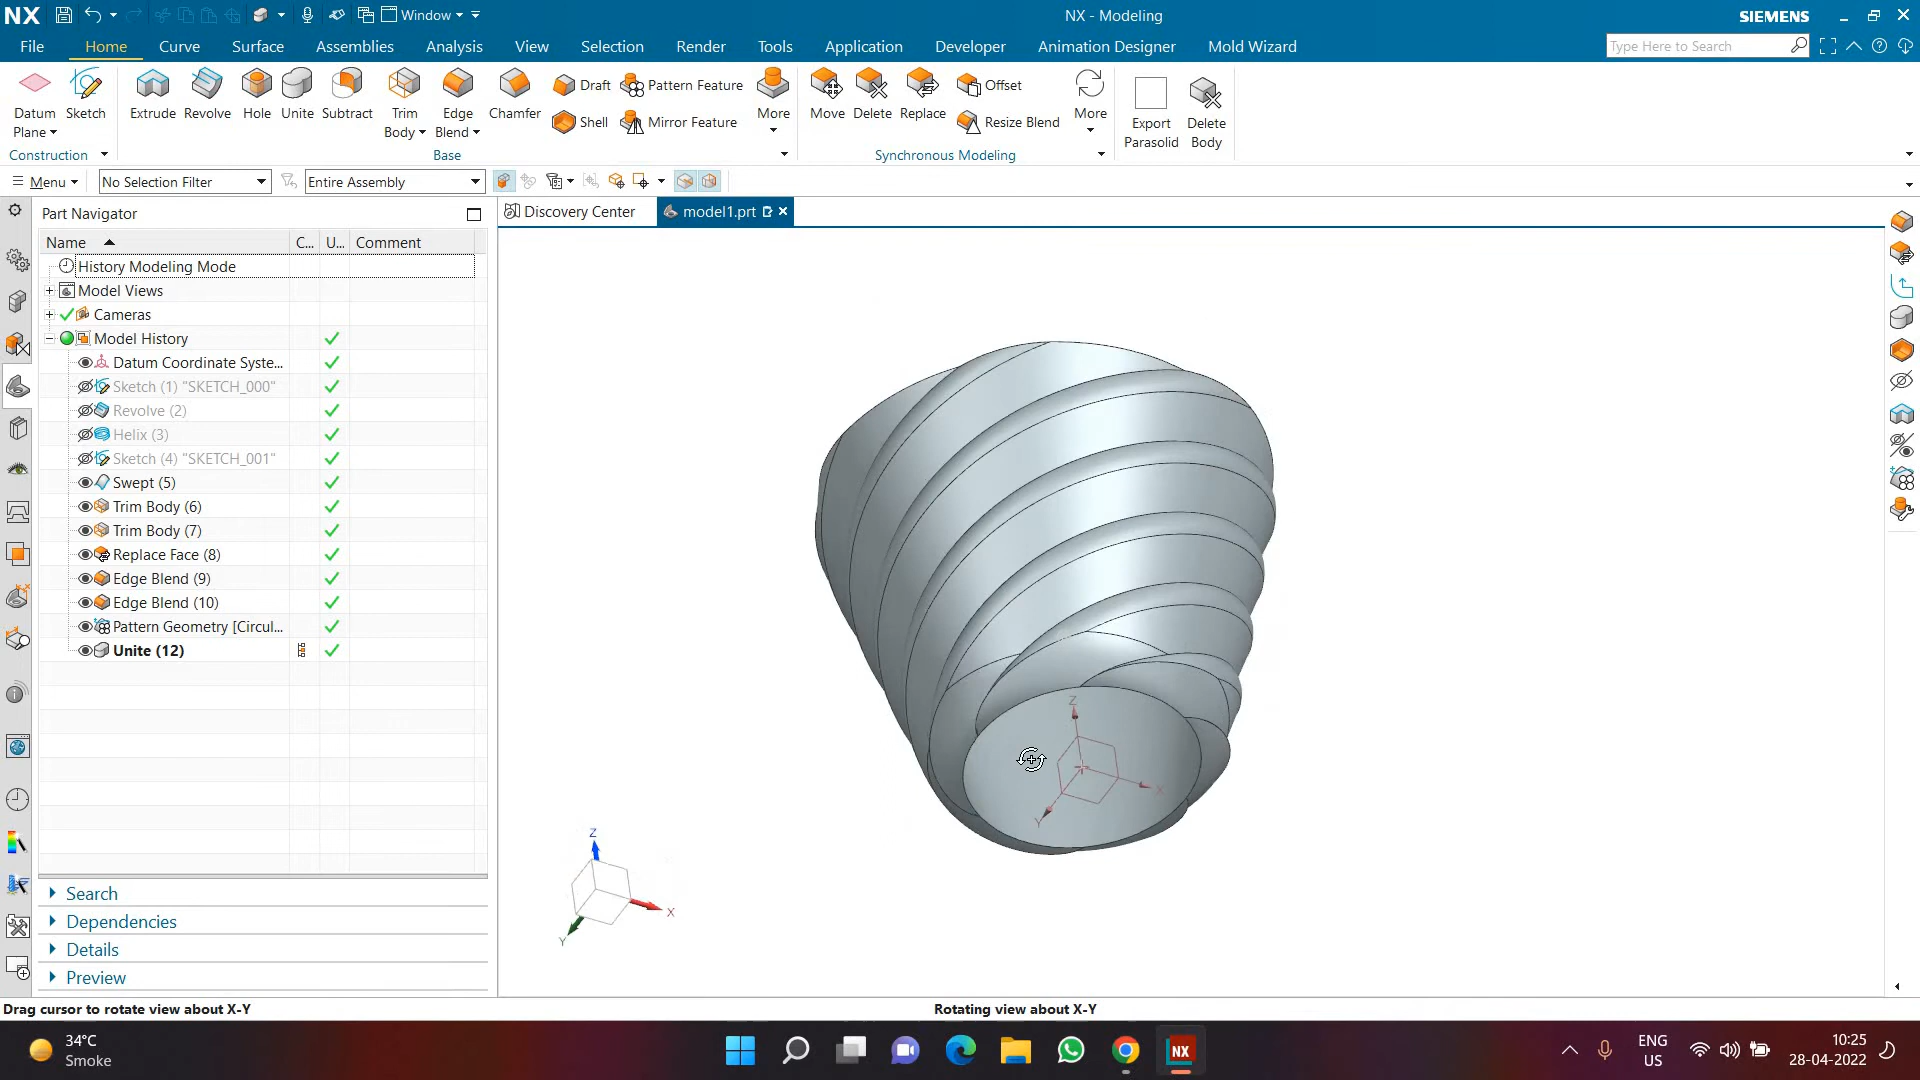 NX Window NX - Modeling SIEMENS
File Home Curve Surface Assemblies Analysis View Selection Render Tools Application Developer Animation Designer Mold Wizard Type Here to Search
Datum Plane Sketch Extrude Revolve Hole Unite Subtract Trim Body Edge Blend Chamfer Draft Pattern Feature More Move Delete Replace Offset More Export Parasolid Delete Body
Shell Mirror Feature Resize Blend
Construction Base Synchronous Modeling
Menu No Selection Filter Entire Assembly
Part Navigator Discovery Center model1.prt
Name C... U... Comment
History Modeling Mode
Model Views
Cameras
Model History
Datum Coordinate Syste...
Sketch (1) "SKETCH_000"
Revolve (2)
Helix (3)
Sketch (4) "SKETCH_001"
Swept (5)
Trim Body (6)
Trim Body (7)
Replace Face (8)
Edge Blend (9)
Edge Blend (10)
Pattern Geometry [Circul...
Unite (12)
Z
X
Y
Z
X
Y
Search
Dependencies
Details
Preview
Drag cursor to rotate view about X-Y Rotating view about X-Y
34°C
Smoke
NX
ENG
US
10:25
28-04-2022